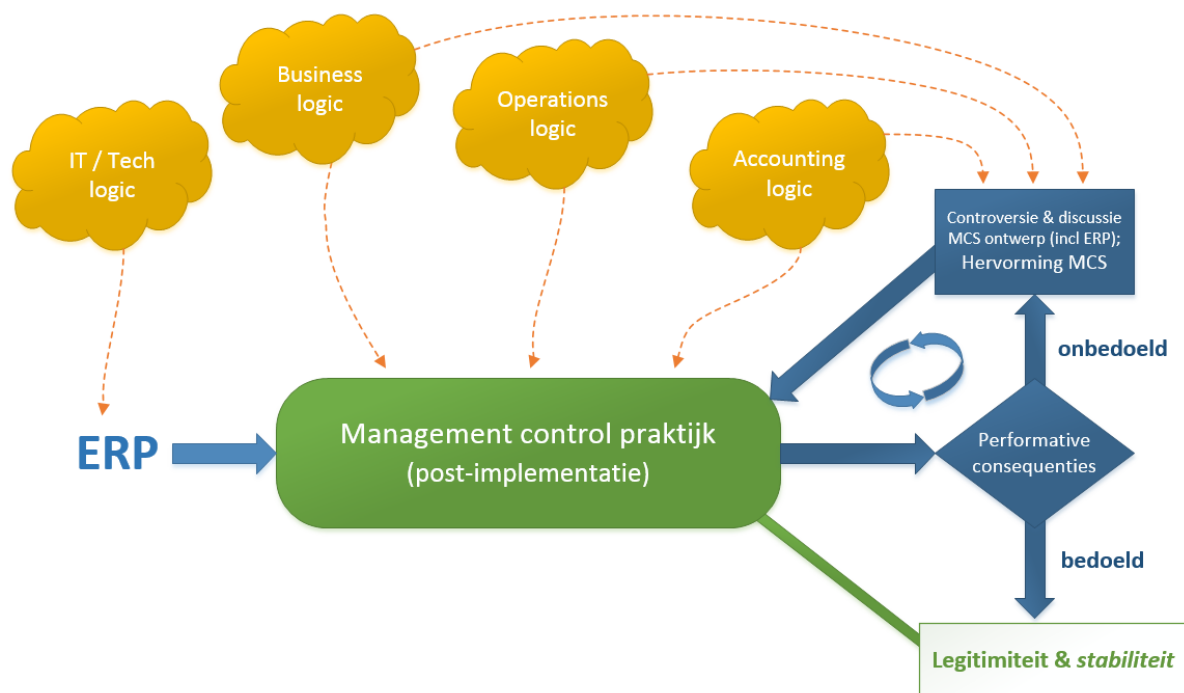 Business
logic
Operations
logic
IT / Tech
logic
Accounting
logic
Controversie & discussie
MCS ontwerp (incl ERP);
Hervorming MCS
onbedoeld
ERP
Management control praktijk
(post-implementatie)
Performative
consequenties
bedoeld
Legitimiteit & stabiliteit